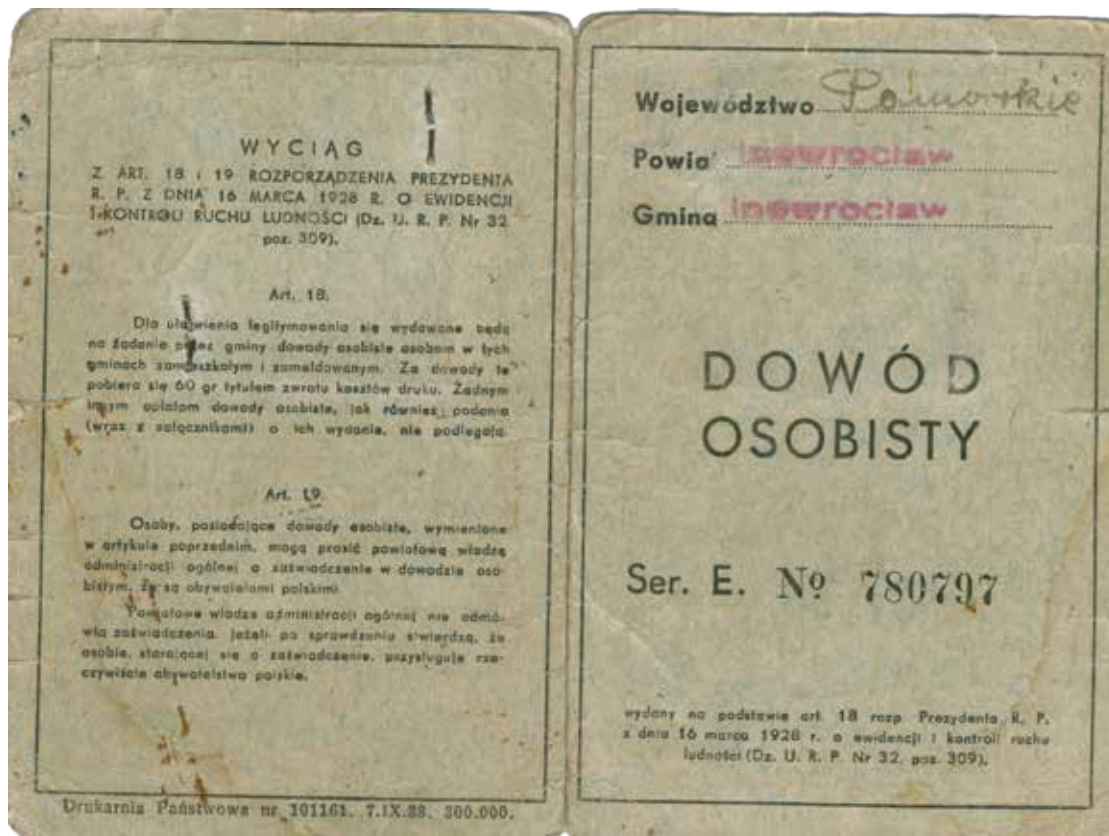 WYCIĄG
Z ART. 18 i 19 ROZPORZĄDZENIA PREZYDENTA
R. P. Z DNIA 16 MARCA 1928 R. O EWIDENCJI
I KONTROLI RUCHU LUDNOŚCI (Dz. U. R. P. Nr 32
poz. 309).
Art. 18.
Dla ułatwienia legitymowania się wydawane będą
na żądanie przez gminy dowody osobiste osobom w tych
gminach zamieszkałym i zameldowanym. Za dowody te
pobiera się 60 gr tytułem zwrotu kosztów druku. Żadnym
innym opłatom dowody osobiste, jak również podania
(wraz z załącznikami) o ich wydanie, nie podlegają.
Art. 19.
Osoby, posiadające dowody osobiste, wymienione
w artykule poprzednim, mogą prosić powiatową władzę
administracji ogólnej o zaświadczenie w dowodzie oso-
bistym, że są obywatelami polskimi.
Powiatowe władze administracji ogólnej nie odmó-
wią zaświadczenia, jeżeli po sprawdzeniu stwierdzą, że
osobie, starającej się o zaświadczenie, przysługuje rze-
czywiście obywatelstwo polskie.
Drukarnia Państwowa nr 101161. 7.IX.38. 300.000.
Województwo Pomorskie
Powiat Inowrocław
Gmina Inowrocław
DOWÓD
OSOBISTY
Ser. E. № 780797
wydany na podstawie art. 18 rozp. Prezydenta R. P.
z dnia 16 marca 1928 r. o ewidencji i kontroli ruchu
ludności (Dz. U. R. P. Nr 32, poz. 309).